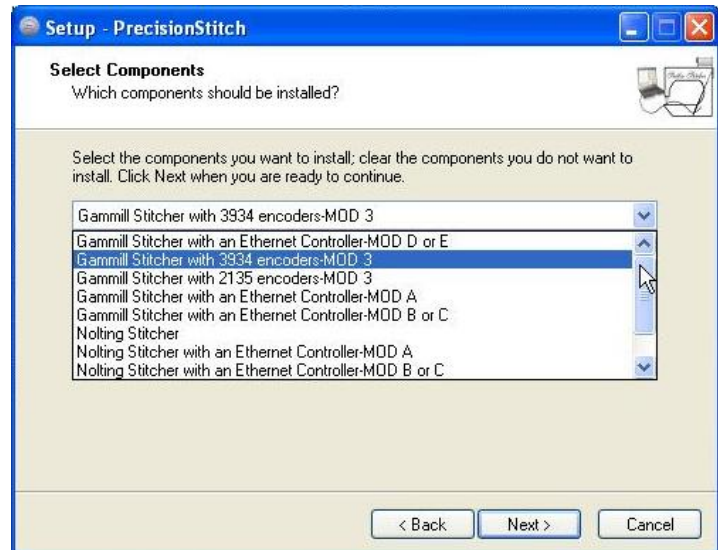 Setup - PrecisionStitch
Select Components
Which components should be installed?
Select the components you want to install; clear the components you do not want to
install. Click Next when you are ready to continue.
Gammill Stitcher with 3934 encoders-MOD 3
Gammill Stitcher with an Ethernet Controller-MOD D or E
Gammill Stitcher with 3934 encoders-MOD 3
Gammill Stitcher with 2135 encoders-MOD 3
Gammill Stitcher with an Ethernet Controller-MOD A
Gammill Stitcher with an Ethernet Controller-MOD B or C
Nolting Stitcher
Nolting Stitcher with an Ethernet Controller-MOD A
Nolting Stitcher with an Ethernet Controller-MOD B or C
< Back
Next >
Cancel